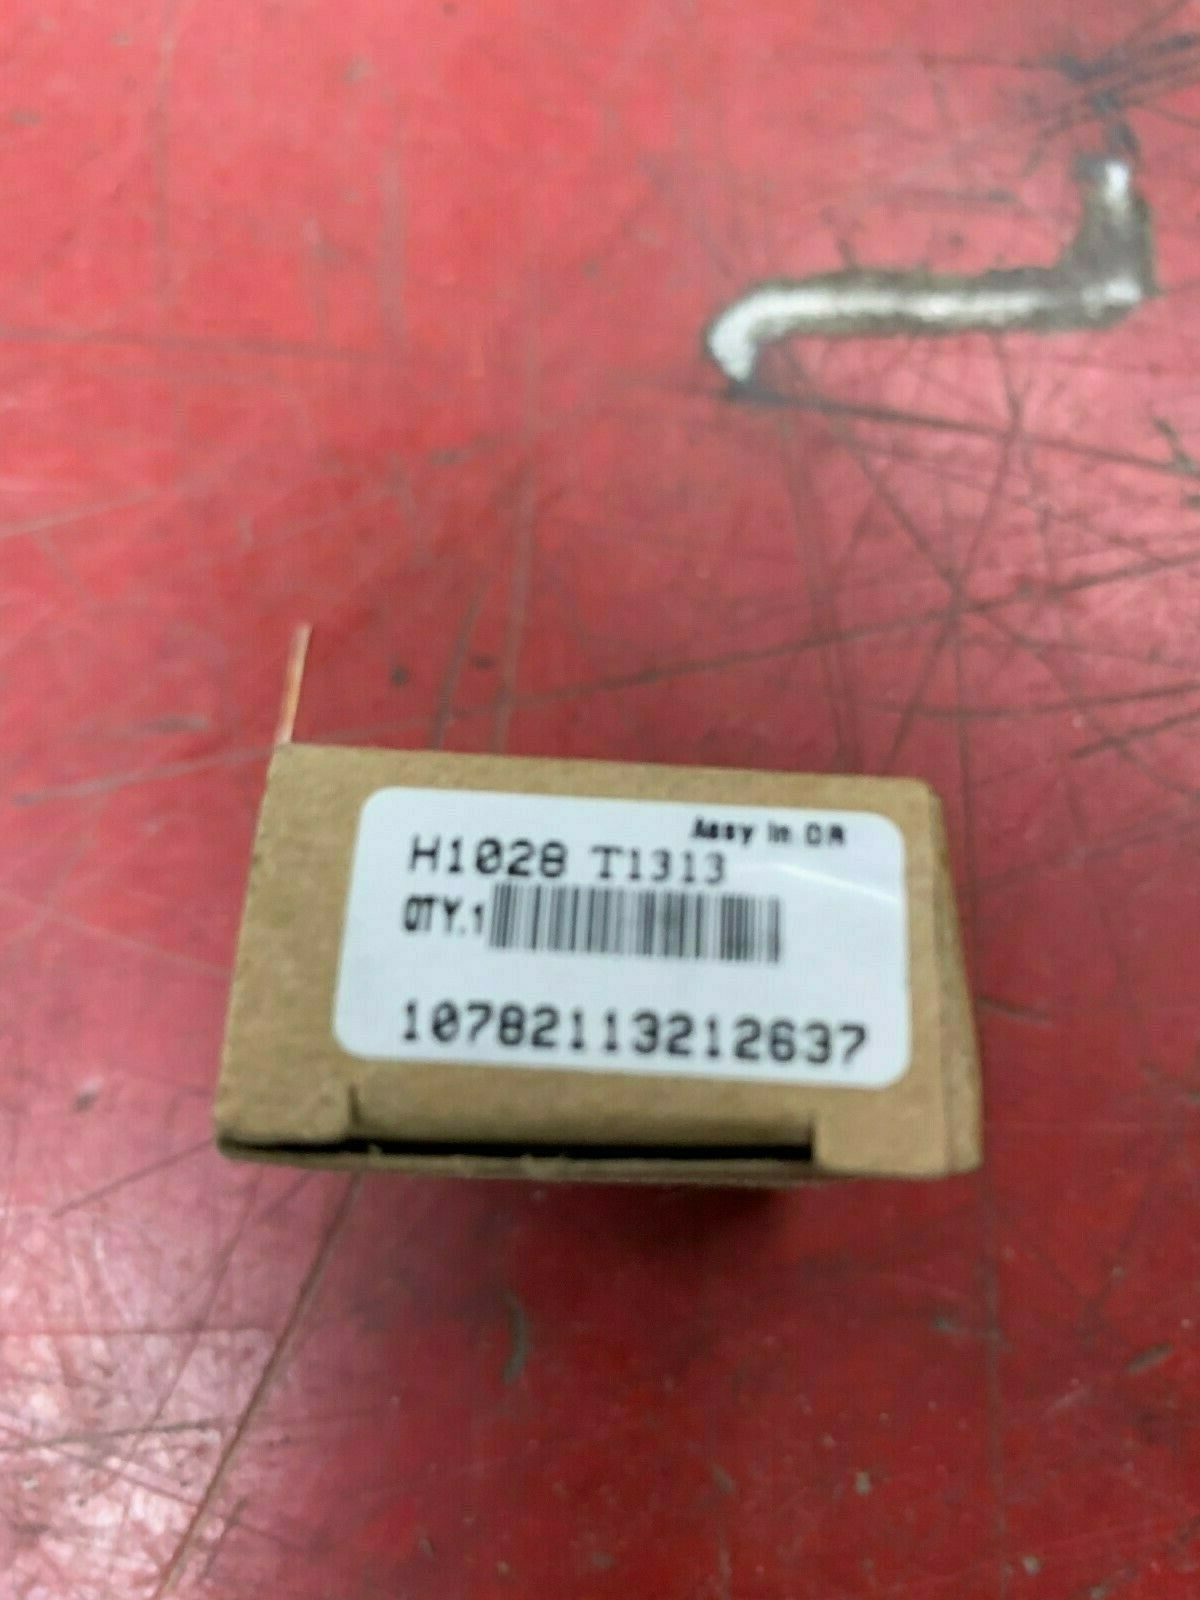 Assy in DR
H1028 T1313
QTY.1
10782113212637